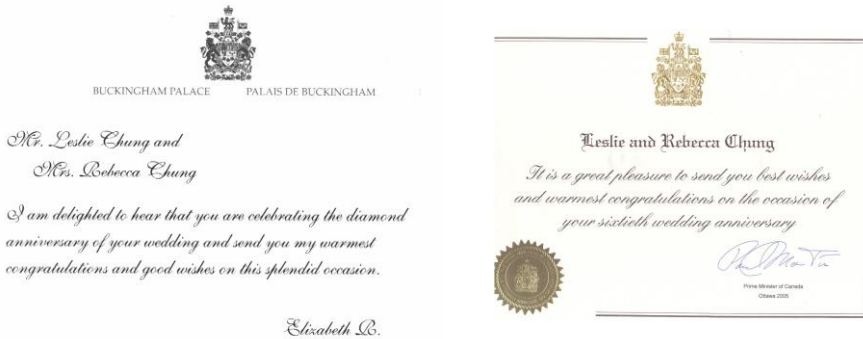 BUCKINGHAM PALACE PALAIS DE BUCKINGHAM
Mr. Leslie Chung and
Mrs. Rebecca Chung
I am delighted to hear that you are celebrating the diamond
anniversary of your wedding and send you my warmest
congratulations and good wishes on this splendid occasion.
Elizabeth R.
Leslie and Rebecca Chung
It is a great pleasure to send you best wishes
and warmest congratulations on the occasion of
your sixtieth wedding anniversary
Prime Minister of Canada
Ottawa 2005